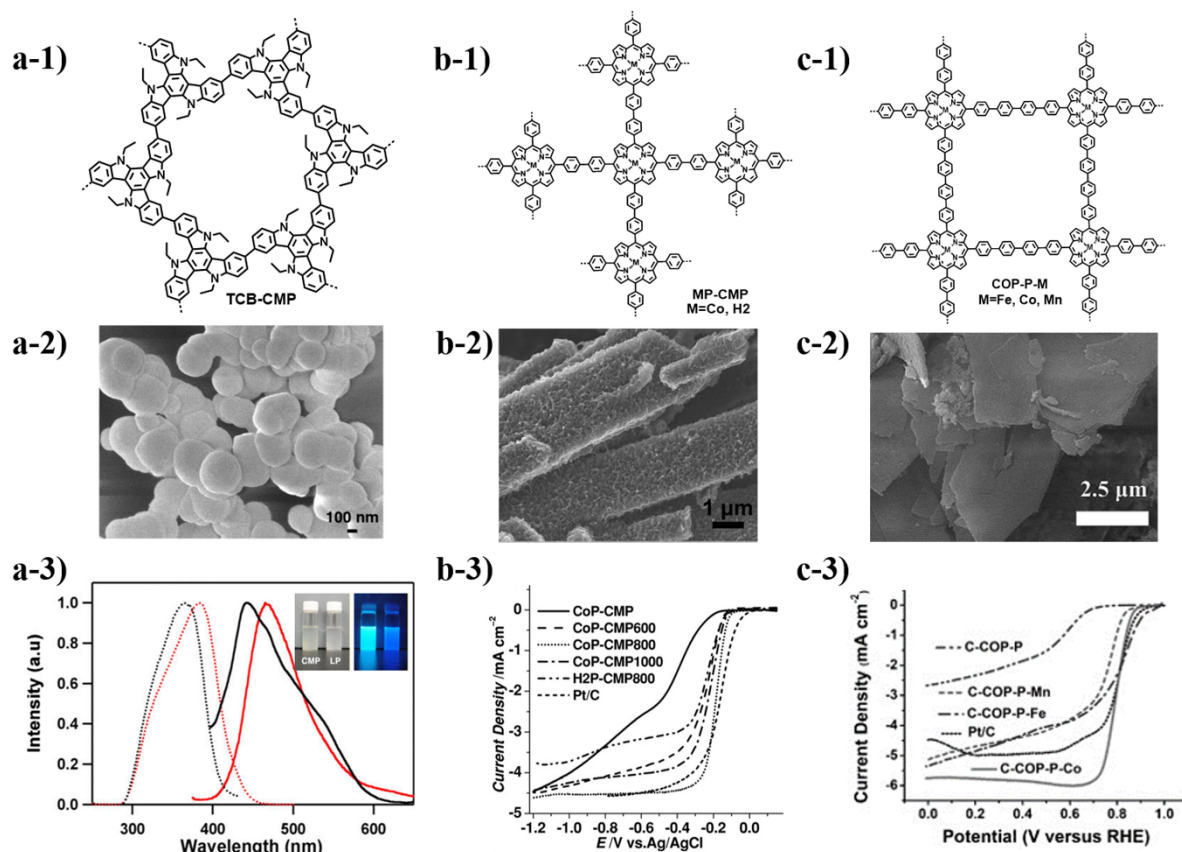 a-1)
TCB-CMP
b-1)
MP-CMP
M=Co, H2
c-1)
COP-P-M
M=Fe, Co, Mn
a-2)
100 nm
b-2)
1 µm
c-2)
2.5 µm
a-3)
Intensity (a.u)
1.0
0.8
0.6
0.4
0.2
0.0
CMP LP
300 400 500 600
Wavelength (nm)
b-3)
Current Density /mA cm⁻²
CoP-CMP
CoP-CMP600
CoP-CMP800
CoP-CMP1000
H2P-CMP800
Pt/C
0
-1
-2
-3
-4
-5
-1.2 -1.0 -0.8 -0.6 -0.4 -0.2 0.0
E /V vs.Ag/AgCl
c-3)
Current Density (mA cm⁻²)
0
-1
-2
-3
-4
-5
-6
-7
C-COP-P
C-COP-P-Mn
C-COP-P-Fe
Pt/C
C-COP-P-Co
0.0 0.2 0.4 0.6 0.8 1.0
Potential (V versus RHE)